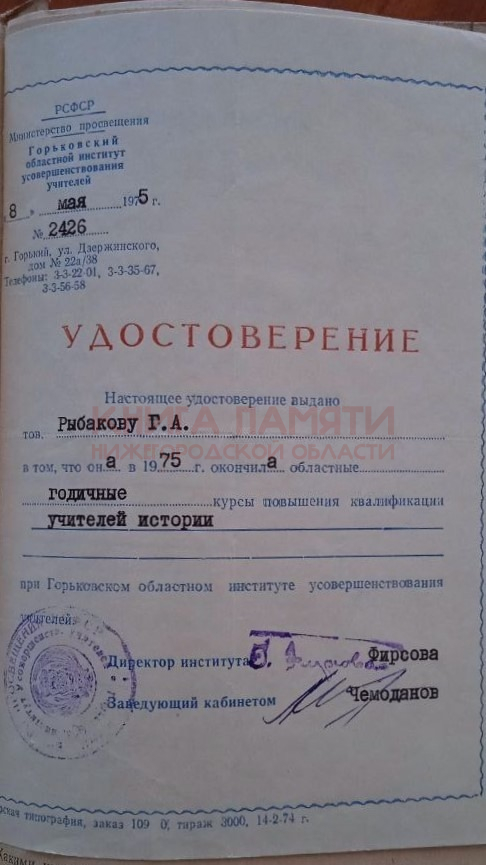 РСФСР
Министерство просвещения
Горьковский
областной институт
усовершенствования
учителей
8 " мая 1975 г.
№ 2426
г. Горький, ул. Дзержинского,
дом № 22а/38
Телефоны: 3-3-22-01, 3-3-35-67,
3-3-56-58
УДОСТОВЕРЕНИЕ
Настоящее удостоверение выдано
тов. Рыбакову Г.А.
КНИГА ПАМЯТИ
НИЖЕГОРОДСКОЙ ОБЛАСТИ
в том, что она в 1975 г. окончила областные
годичные курсы повышения квалификации
учителей истории
при Горьковском областном институте усовершенствования
учителей
Директор института Фирсова
Заведующий кабинетом Чемоданов
типография, заказ 109 0, тираж 3000, 14-2-74 г.